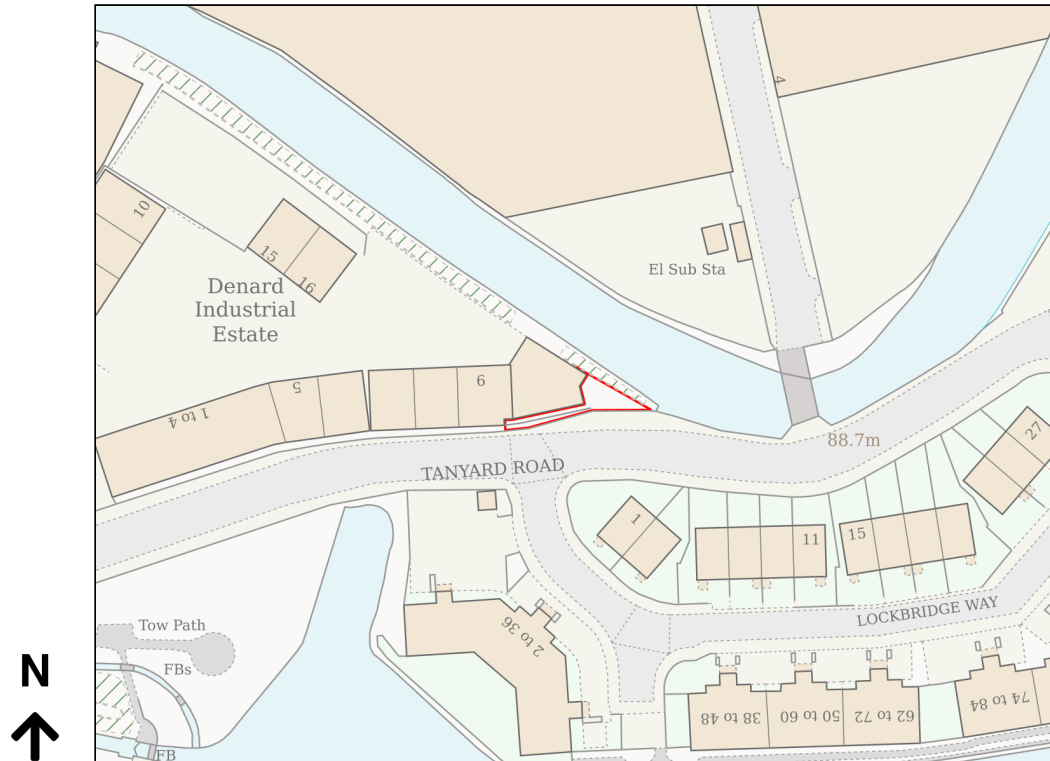 4
10
15
16
El Sub Sta
Denard
Industrial
Estate
1 to 4
5
6
88.7m
27
TANYARD ROAD
1
11
15
LOCKBRIDGE WAY
2 to 36
Tow Path
FBs
FB
38 to 48
50 to 60
62 to 72
74 to 84
N